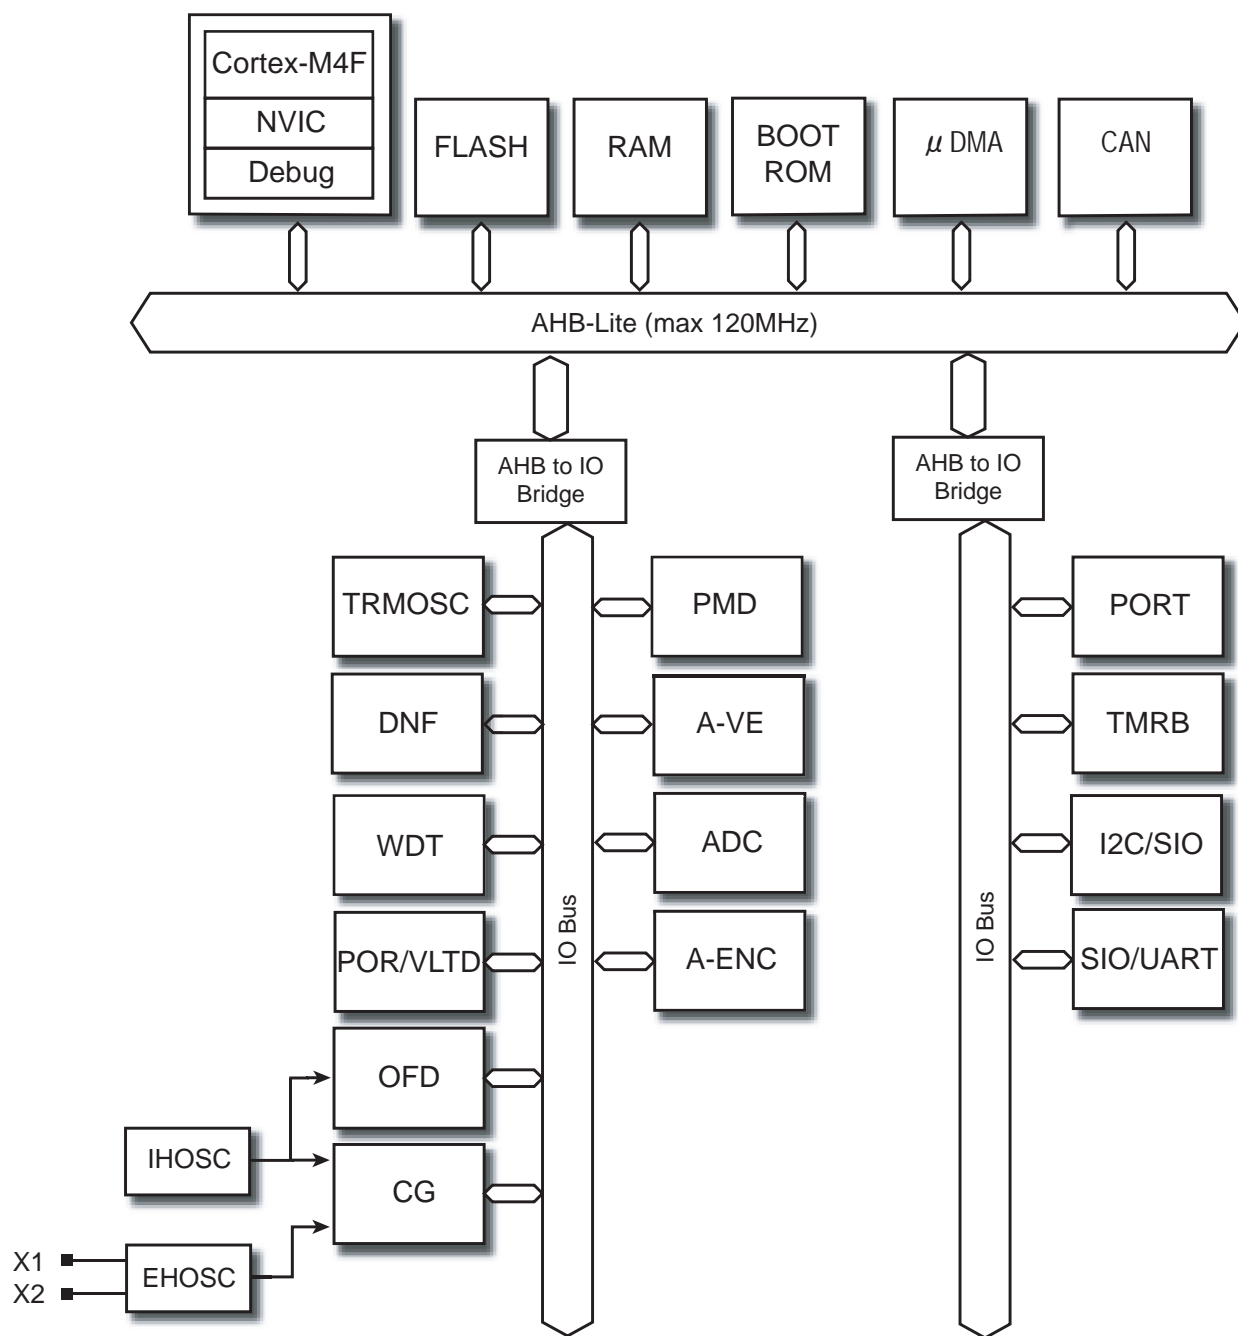 Cortex-M4F
NVIC
Debug
FLASH
RAM
BOOT
ROM
μ DMA
CAN
AHB-Lite (max 120MHz)
AHB to IO
Bridge
AHB to IO
Bridge
TRMOSC
PMD
PORT
DNF
A-VE
TMRB
WDT
ADC
I2C/SIO
POR/VLTD
IO Bus
A-ENC
IO Bus
SIO/UART
OFD
IHOSC
CG
X1
X2
EHOSC